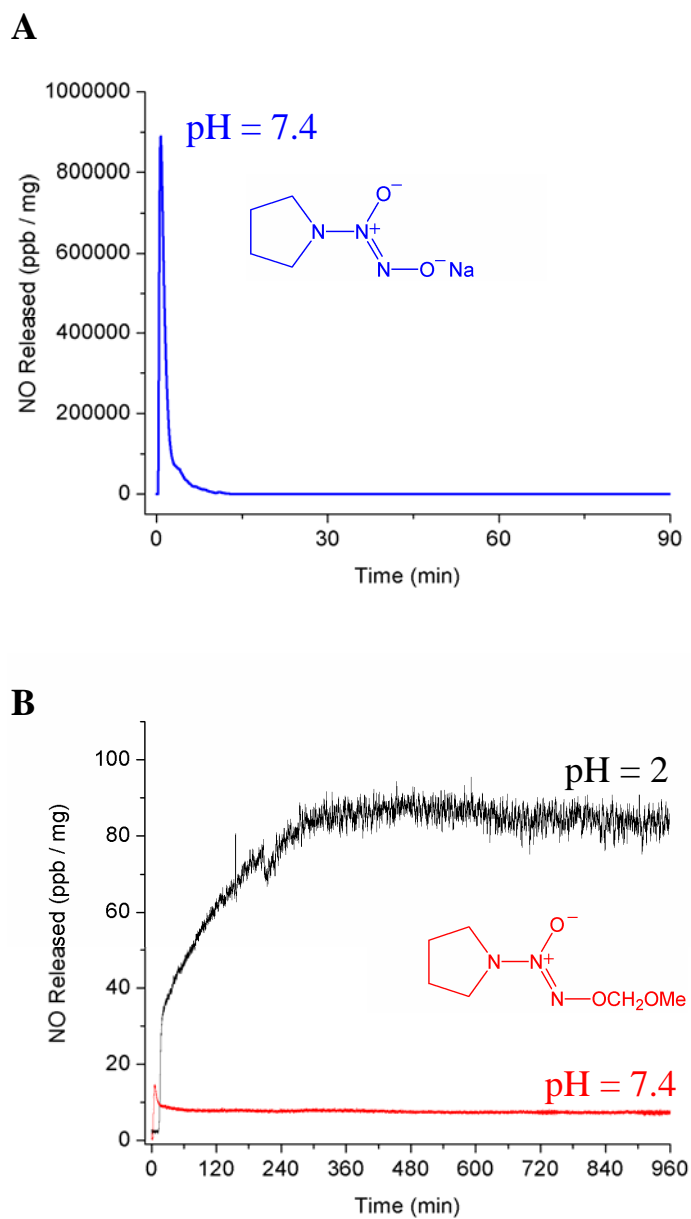 A
1000000
pH = 7.4
800000
600000
400000
200000
0
NO Released (ppb / mg)
O−
N
N+
N
O− Na
0
30
60
90
Time (min)
B
100
pH = 2
80
60
40
20
0
NO Released (ppb / mg)
O−
N
N+
N
OCH2OMe
pH = 7.4
0
120
240
360
480
600
720
840
960
Time (min)